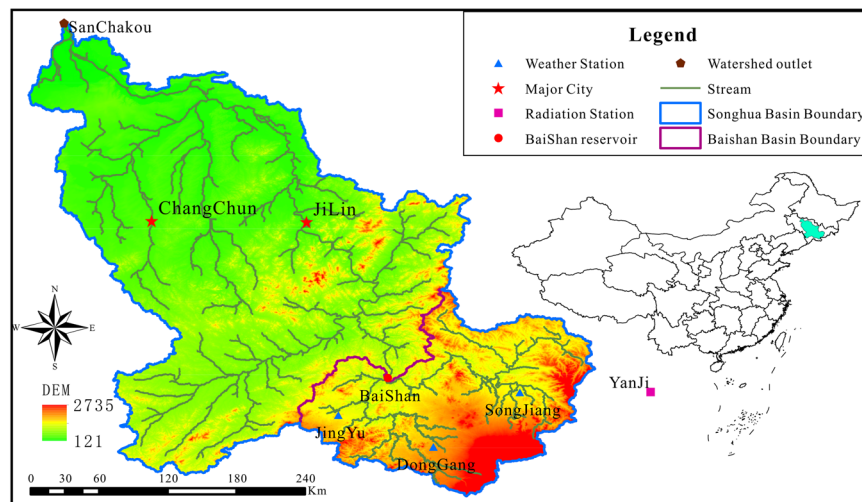 SanChakou
Legend
Weather Station
Watershed outlet
Major City
Stream
Radiation Station
Songhua Basin Boundary
BaiShan reservoir
Baishan Basin Boundary
ChangChun
JiLin
N
W
E
S
BaiShan
YanJi
SongJiang
JingYu
DongGang
DEM
2735
121
0 30 60 120 180 240
Km